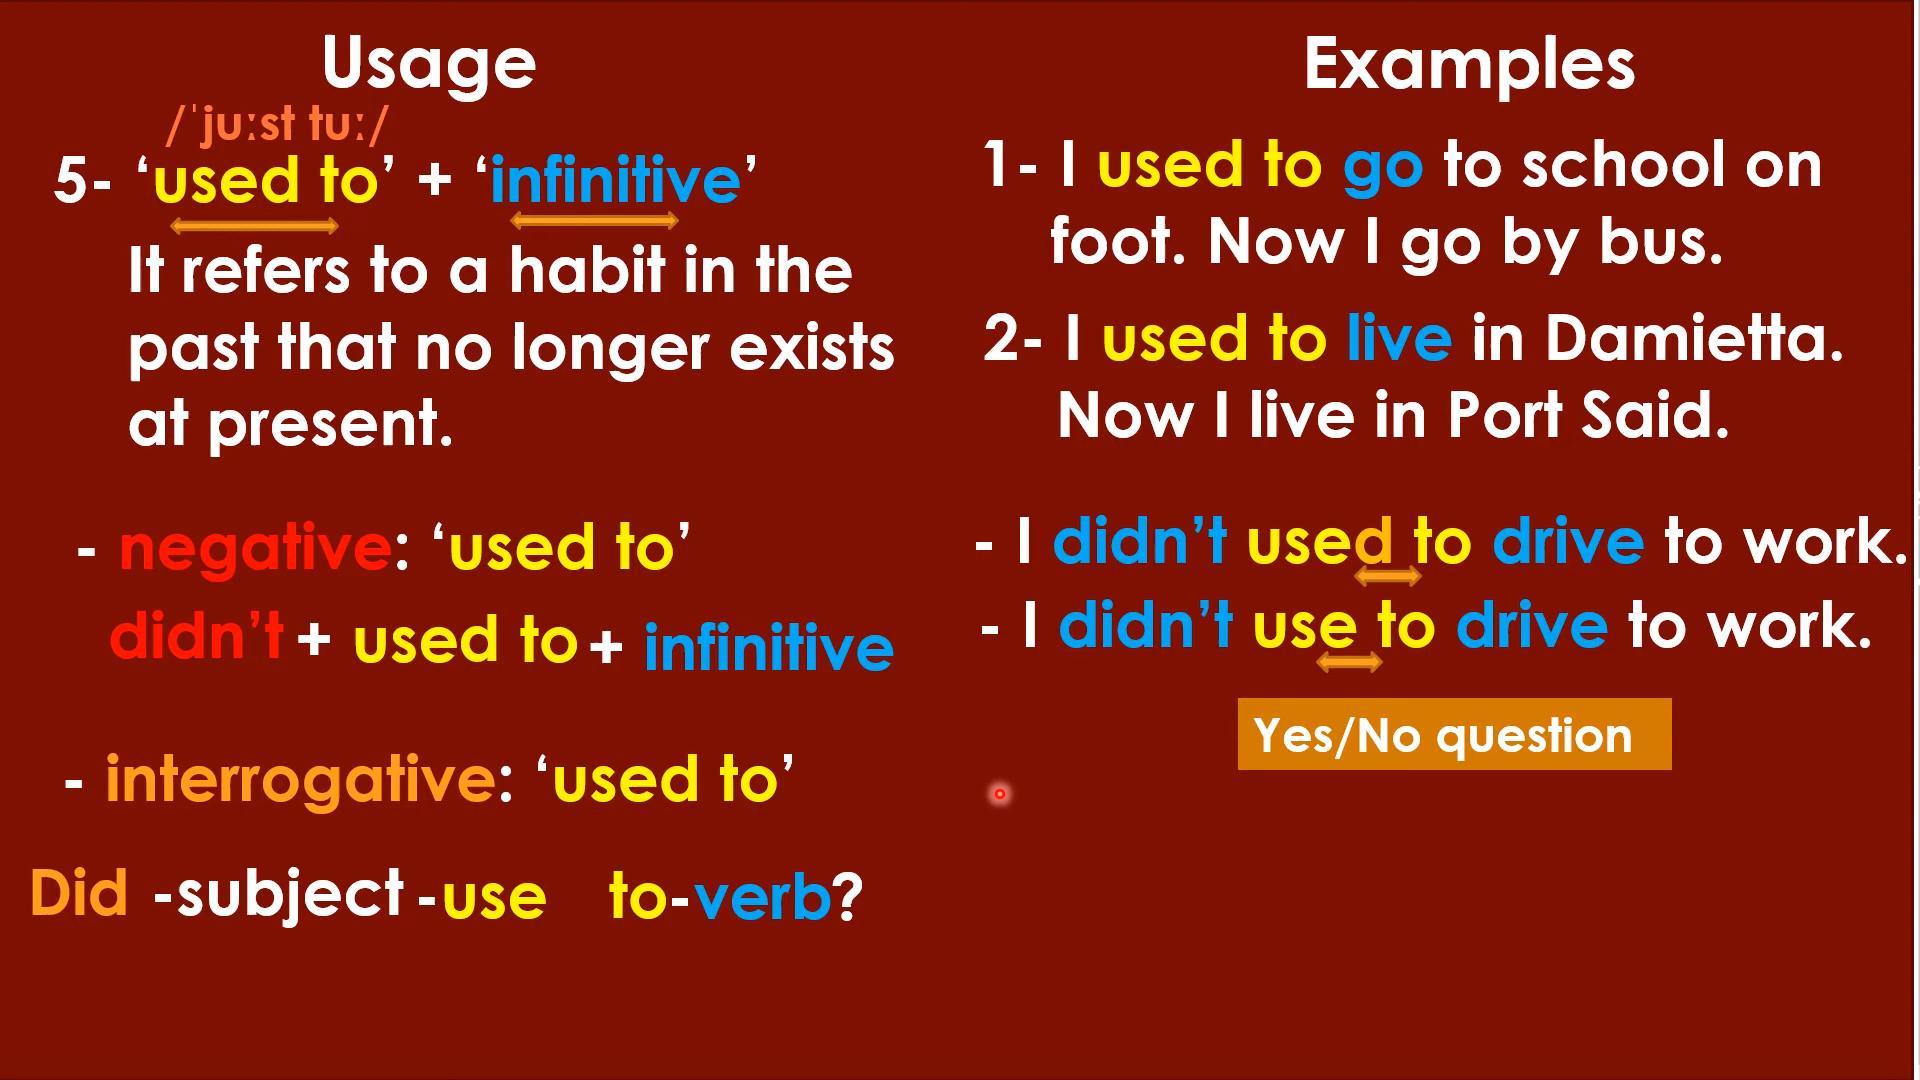 Usage
/ˈjuːst tuː/
5- ‘used to’ + ‘infinitive’
It refers to a habit in the
past that no longer exists
at present.
- negative: ‘used to’
didn’t + used to + infinitive
- interrogative: ‘used to’
Did -subject -use to-verb?
Examples
1- I used to go to school on
foot. Now I go by bus.
2- I used to live in Damietta.
Now I live in Port Said.
- I didn’t used to drive to work.
- I didn’t use to drive to work.
Yes/No question